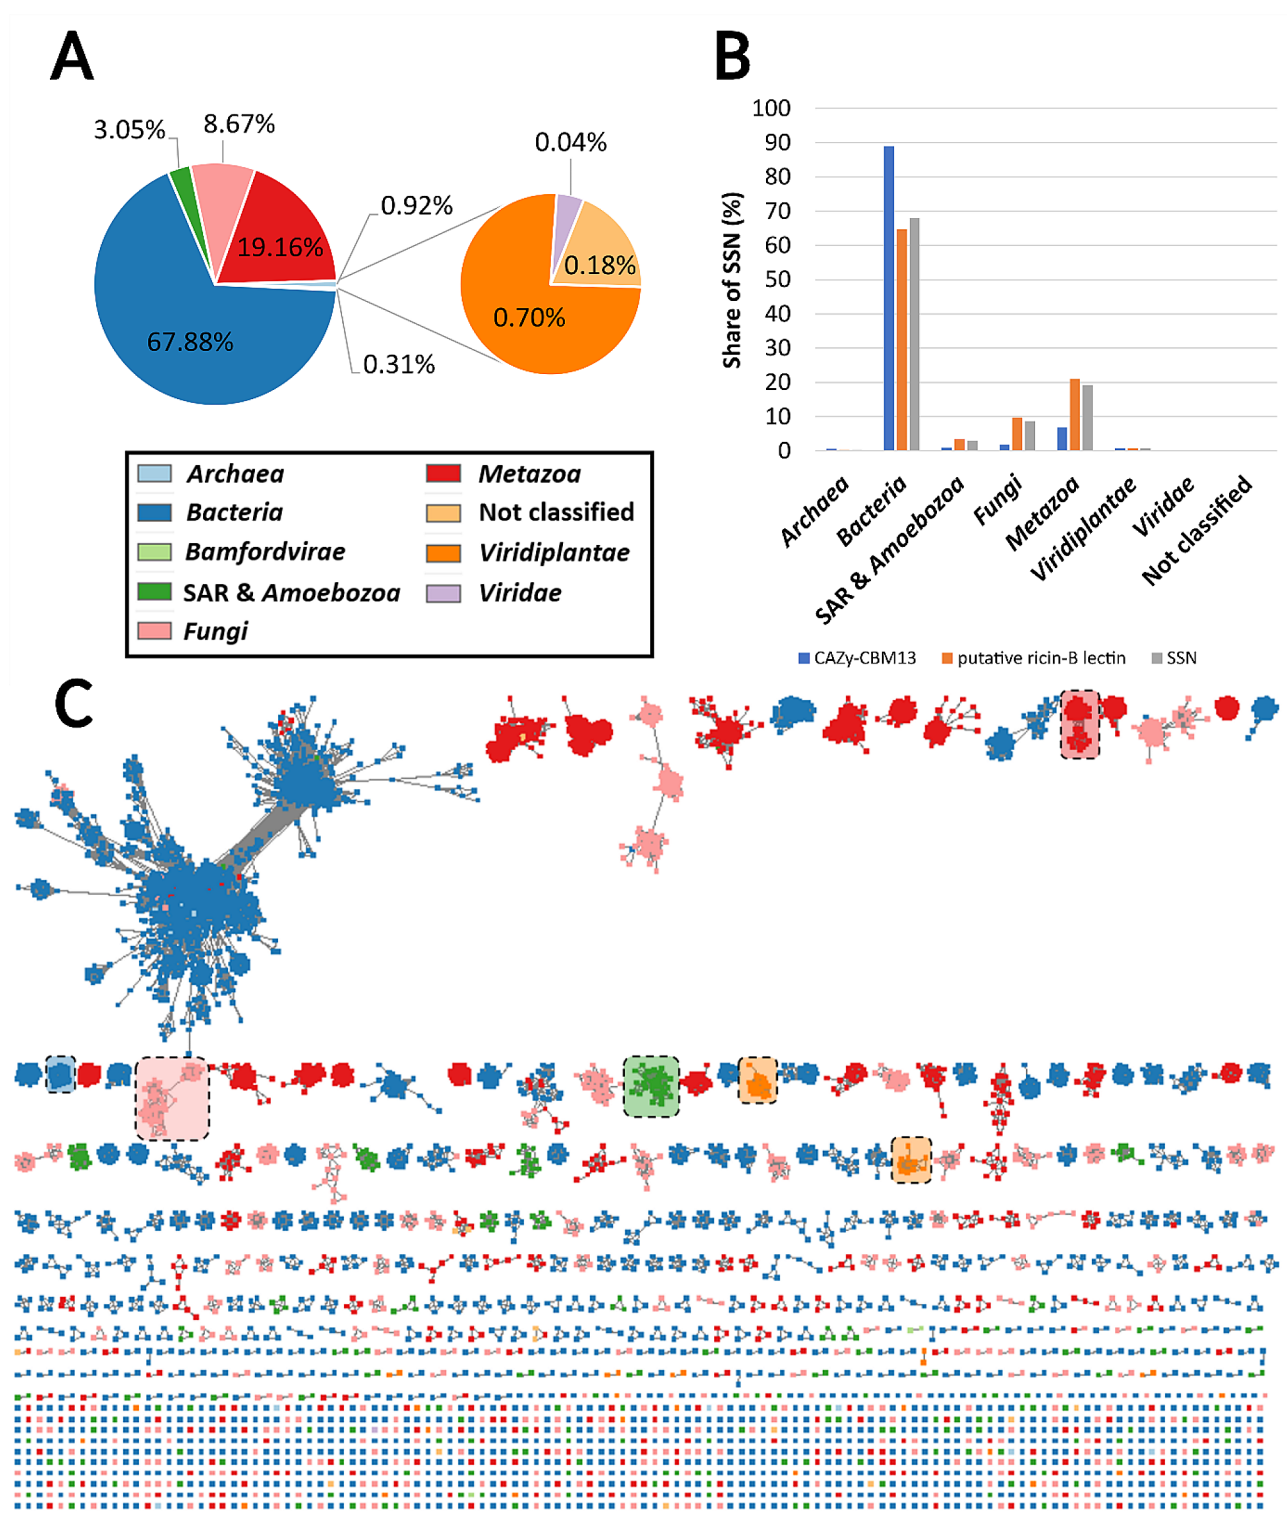 A
3.05%
8.67%
0.92%
19.16%
67.88%
0.31%
0.04%
0.18%
0.70%
Archaea
Bacteria
Bamfordvirae
SAR & Amoebozoa
Fungi
Metazoa
Not classified
Viridiplantae
Viridae
B
Share of SSN (%)
100
90
80
70
60
50
40
30
20
10
0
Archaea
Bacteria
SAR & Amoebozoa
Fungi
Metazoa
Viridiplantae
Viridae
Not classified
CAZy-CBM13
putative ricin-B lectin
SSN
C